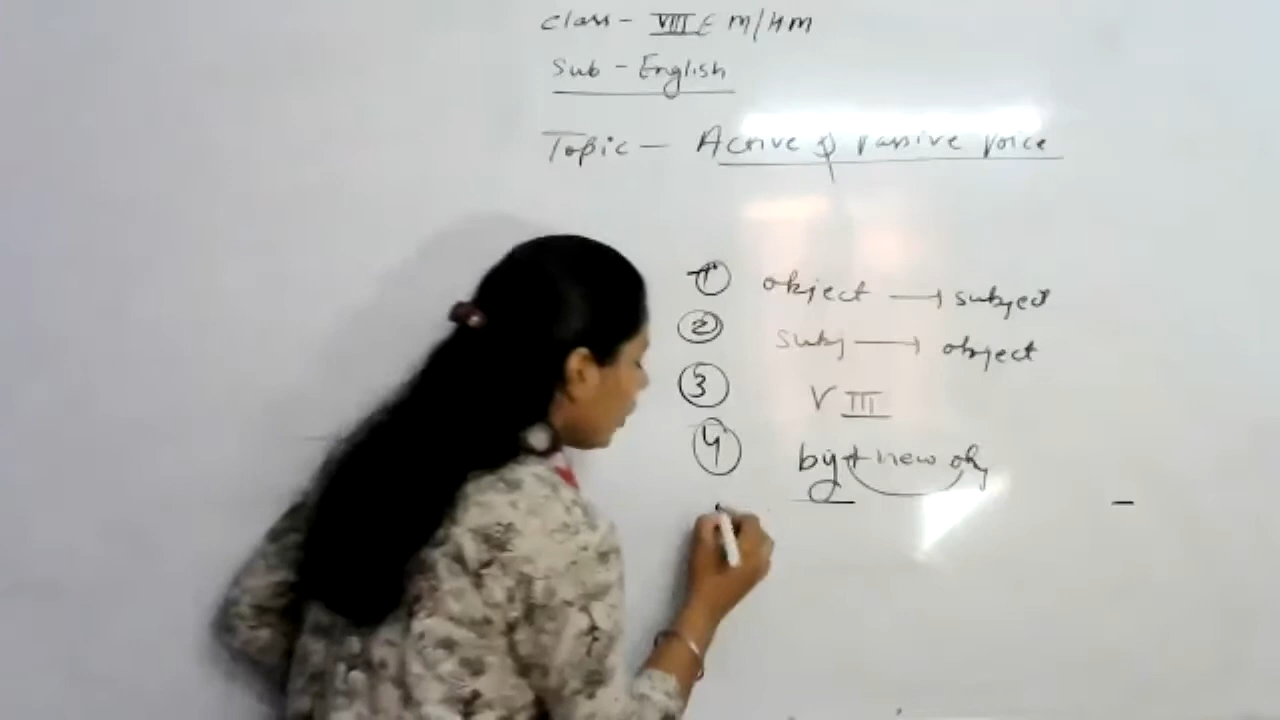 Class - VIII E M/HM
Sub - English
Topic - Active & Passive Voice
① object → subject
② subj → object
③ V III
④ by + new obj